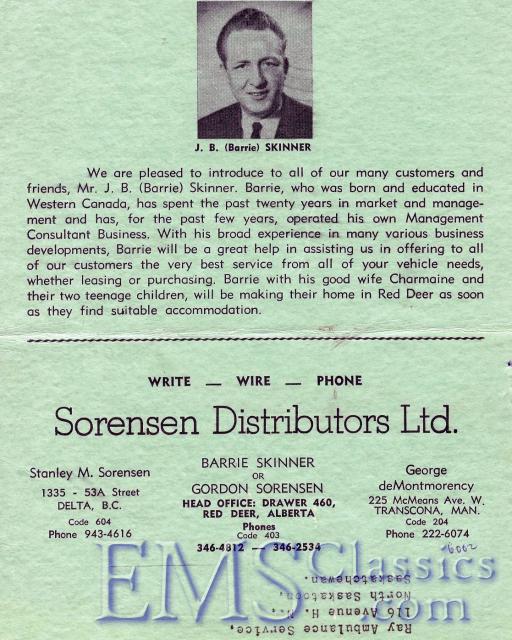 J. B. (Barrie) SKINNER
We are pleased to introduce to all of our many customers and
friends, Mr. J. B. (Barrie) Skinner. Barrie, who was born and educated in
Western Canada, has spent the past twenty years in market and manage-
ment and has, for the past few years, operated his own Management
Consultant Business. With his broad experience in many various business
developments, Barrie will be a great help in assisting us in offering to all
of our customers the very best service from all of your vehicle needs,
whether leasing or purchasing. Barrie with his good wife Charmaine and
their two teenage children, will be making their home in Red Deer as soon
as they find suitable accommodation.
WRITE — WIRE — PHONE
Sorensen Distributors Ltd.
Stanley M. Sorensen
1335 - 53A Street
DELTA, B.C.
Code 604
Phone 943-4616
BARRIE SKINNER
OR
GORDON SORENSEN
HEAD OFFICE: DRAWER 460,
RED DEER, ALBERTA
Phones
Code 403
346-4812 — 346-2534
George
deMontmorency
225 McMeans Ave. W.
TRANSCONA, MAN.
Code 204
Phone 222-6074
6002
EMSClassics
.com
Ray Ambulance Service,
116 Avenue H. N.,
North Saskatoon,
Saskatchewan.